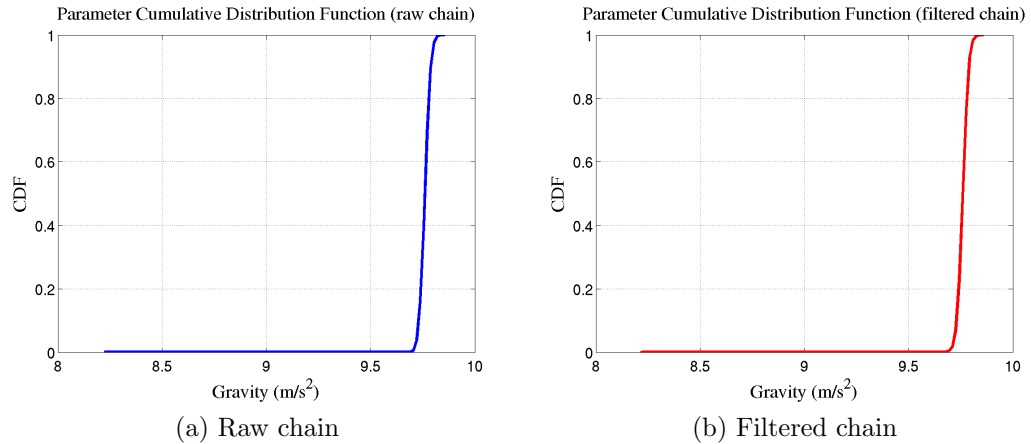 Parameter Cumulative Distribution Function (raw chain)
1
0.8
0.6
0.4
0.2
0
CDF
8
8.5
9
9.5
10
Gravity (m/s²)
(a) Raw chain
Parameter Cumulative Distribution Function (filtered chain)
1
0.8
0.6
0.4
0.2
0
CDF
8
8.5
9
9.5
10
Gravity (m/s²)
(b) Filtered chain